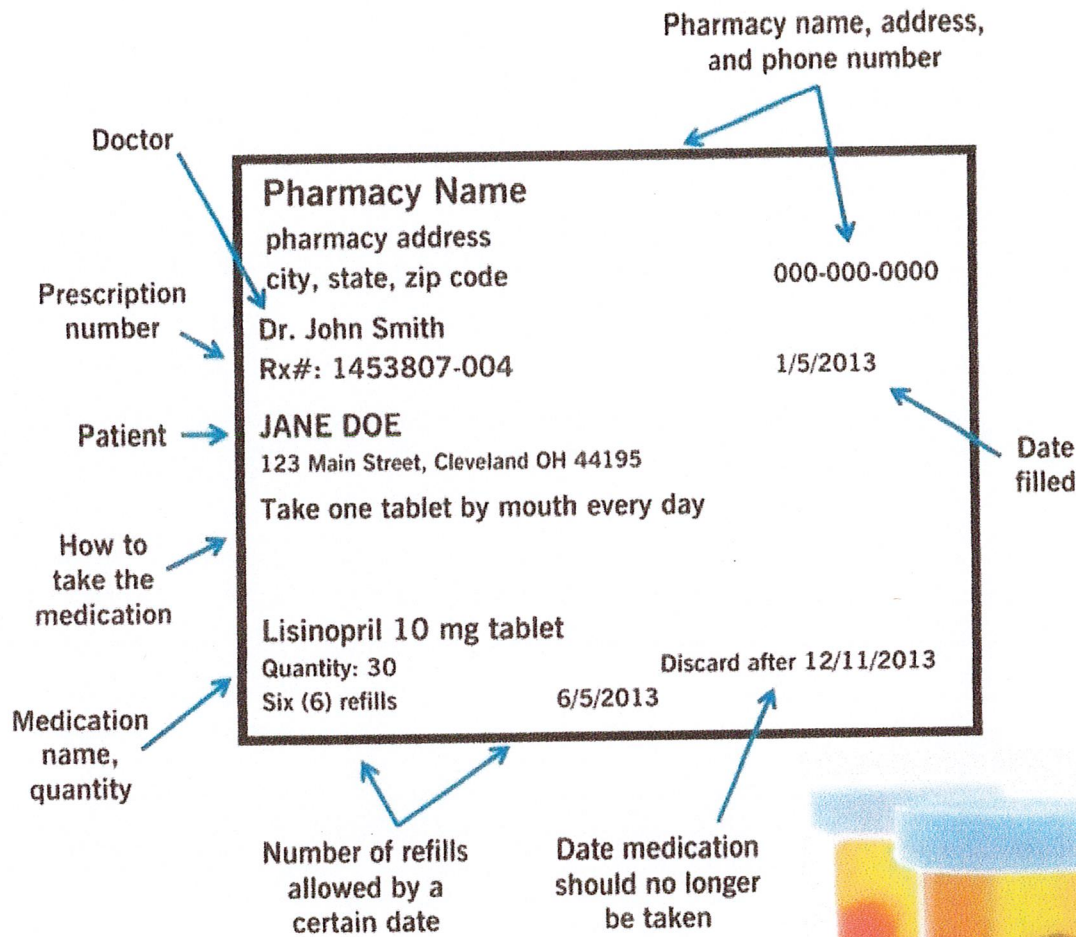 Pharmacy name, address,
and phone number
Doctor
Pharmacy Name
pharmacy address
city, state, zip code
000-000-0000
Prescription
number
Dr. John Smith
Rx#: 1453807-004
1/5/2013
Patient
JANE DOE
123 Main Street, Cleveland OH 44195
Date
filled
Take one tablet by mouth every day
How to
take the
medication
Lisinopril 10 mg tablet
Quantity: 30
Discard after 12/11/2013
Six (6) refills
6/5/2013
Medication
name,
quantity
Number of refills
allowed by a
certain date
Date medication
should no longer
be taken